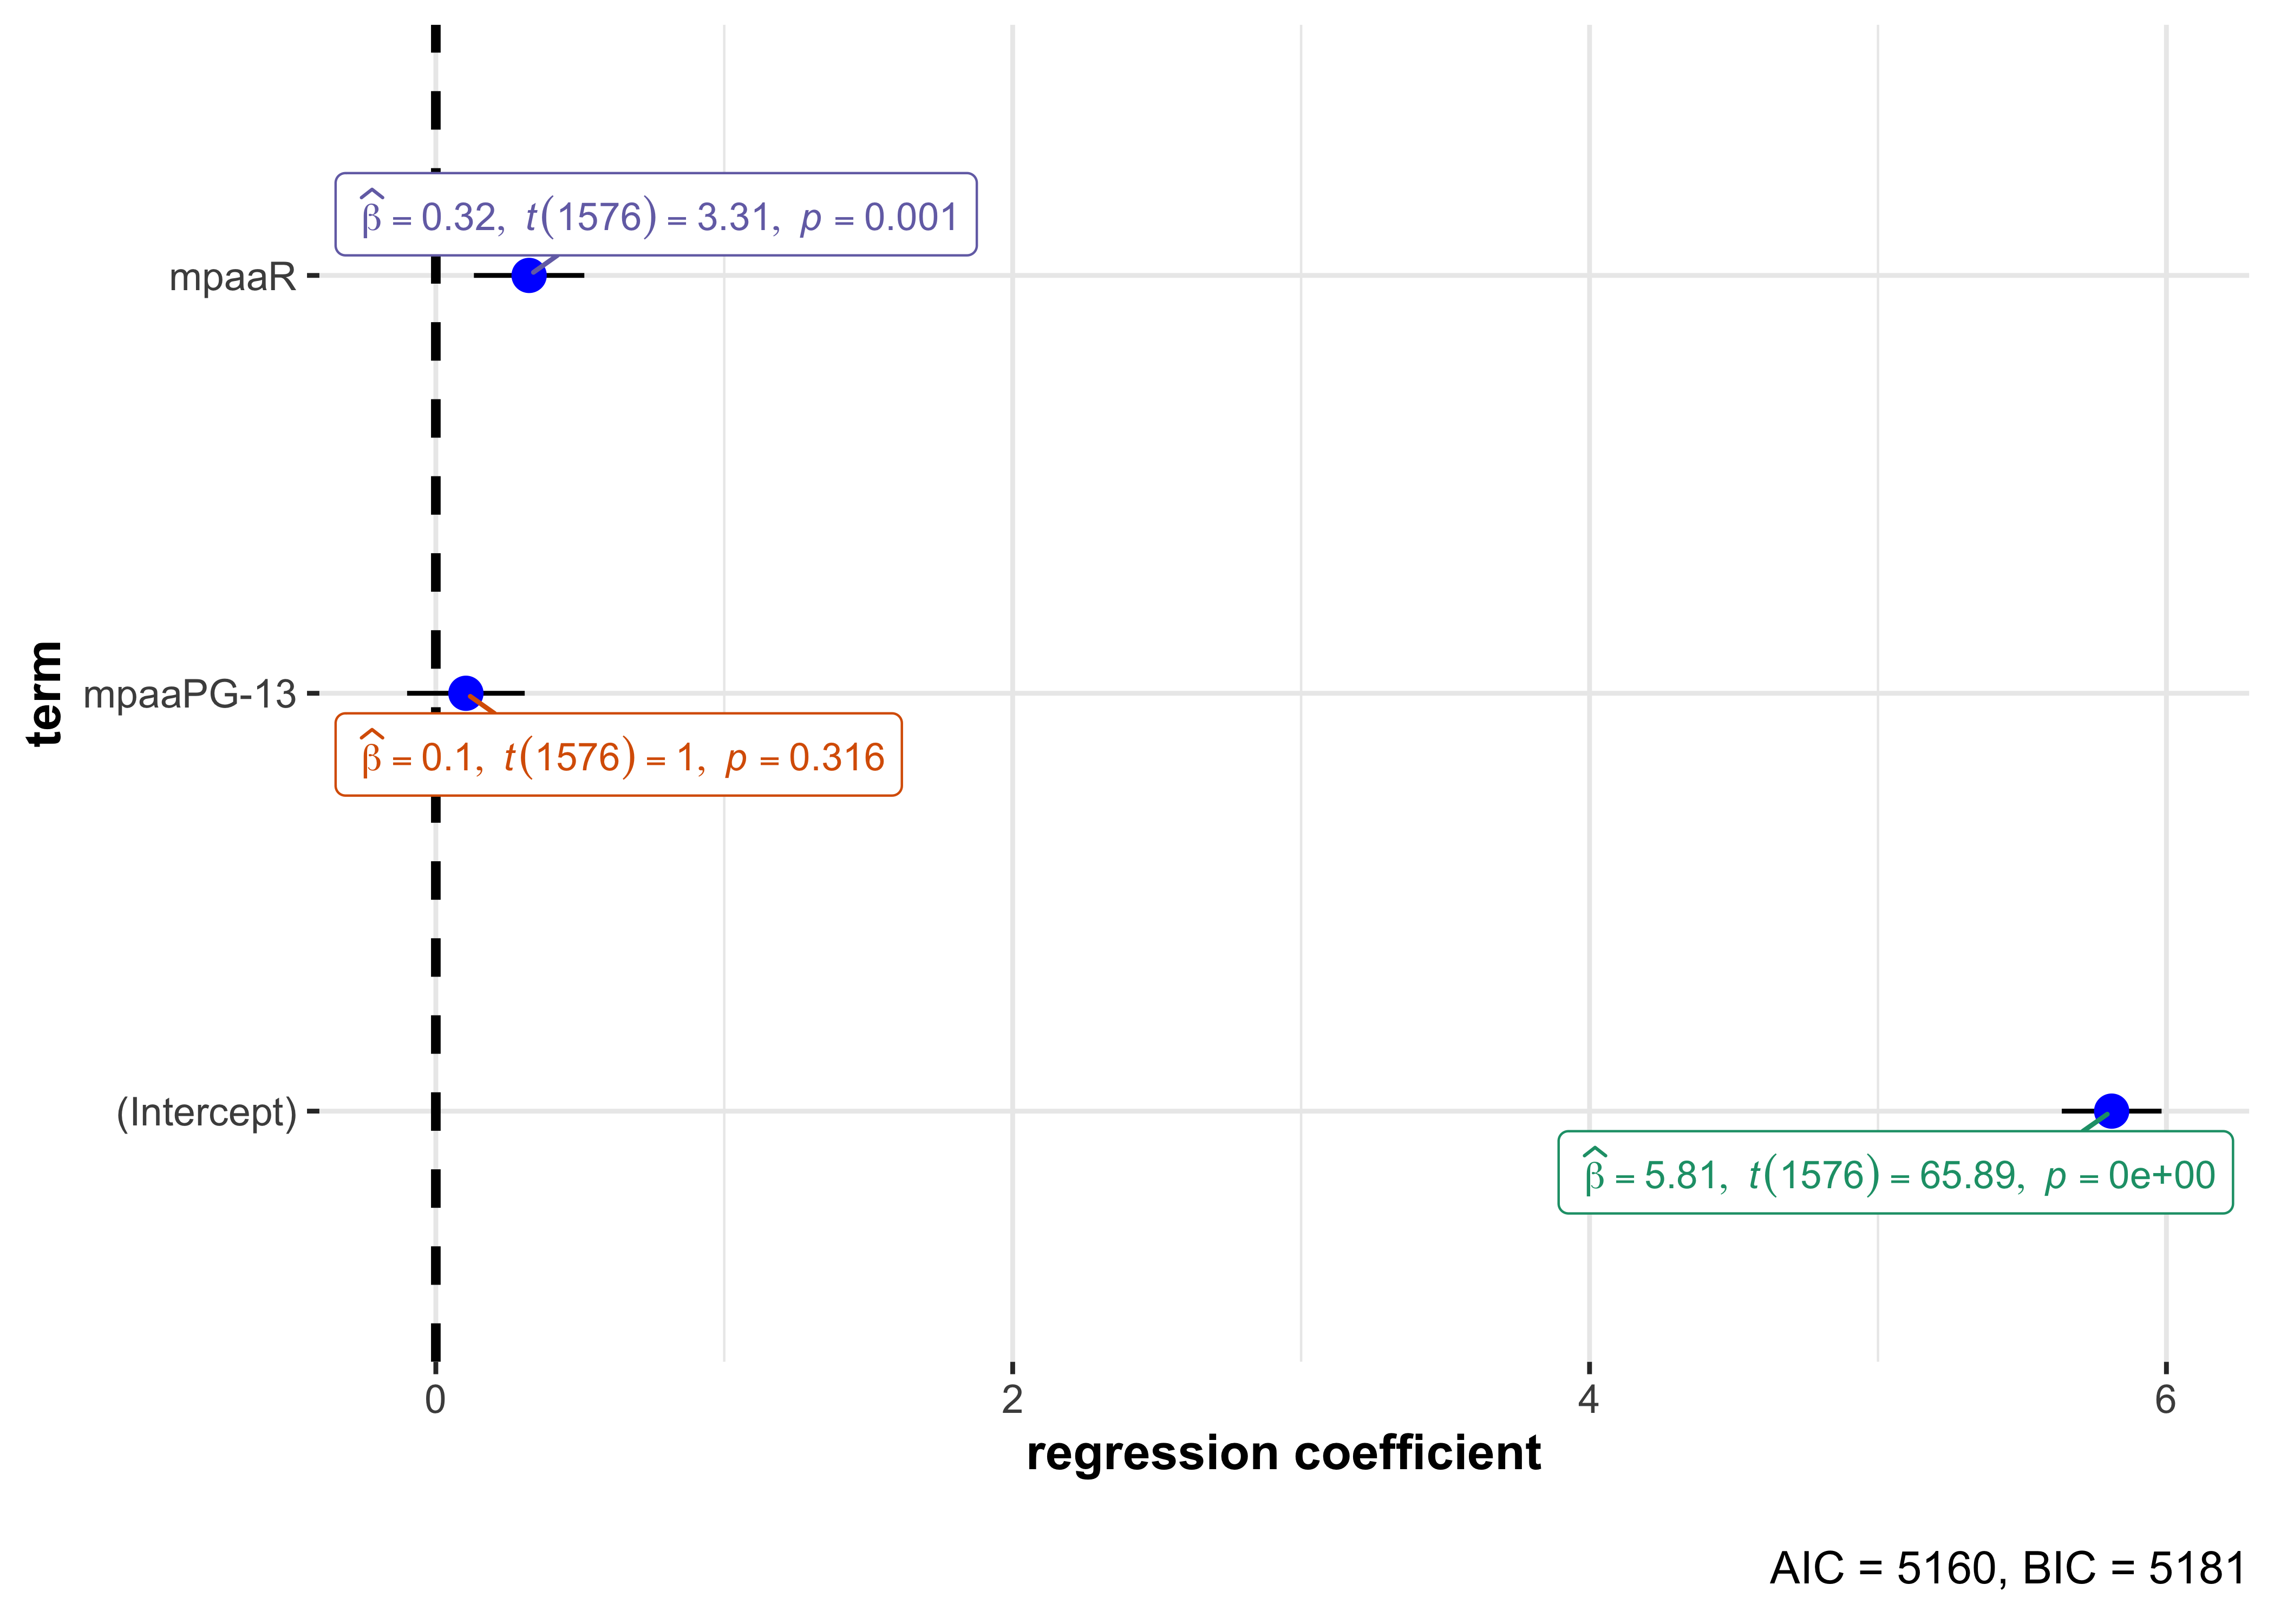 mpaaR
β̂ = 0.32, t(1576) = 3.31, p = 0.001
term
mpaaPG-13
β̂ = 0.1, t(1576) = 1, p = 0.316
(Intercept)
β̂ = 5.81, t(1576) = 65.89, p = 0e+00
0 2 4 6
regression coefficient
AIC = 5160, BIC = 5181